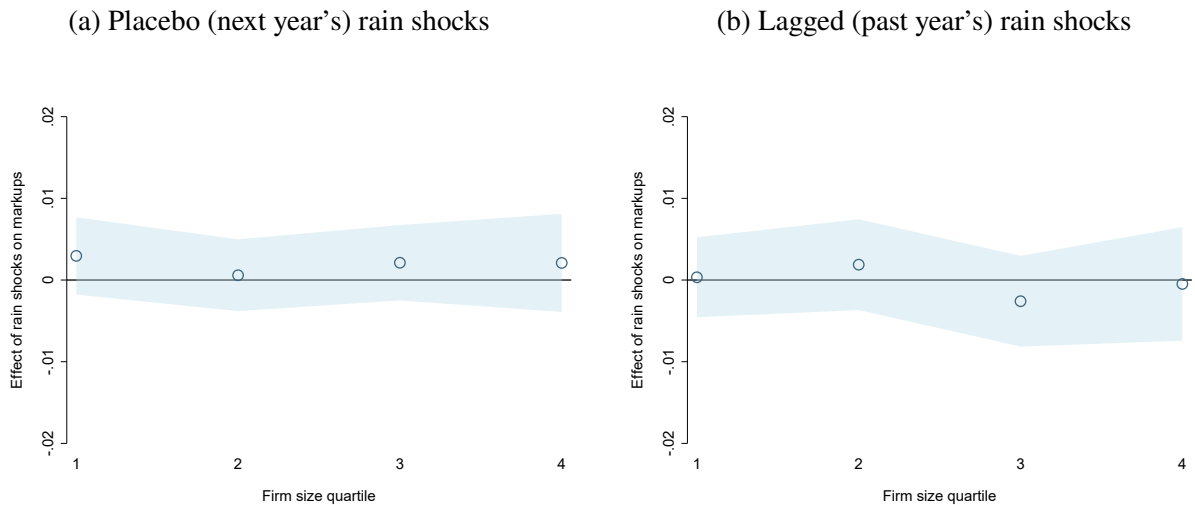 (a) Placebo (next year’s) rain shocks
Effect of rain shocks on markups
.02
.01
0
-.01
-.02
1 2 3 4
Firm size quartile
(b) Lagged (past year’s) rain shocks
Effect of rain shocks on markups
.02
.01
0
-.01
-.02
1 2 3 4
Firm size quartile